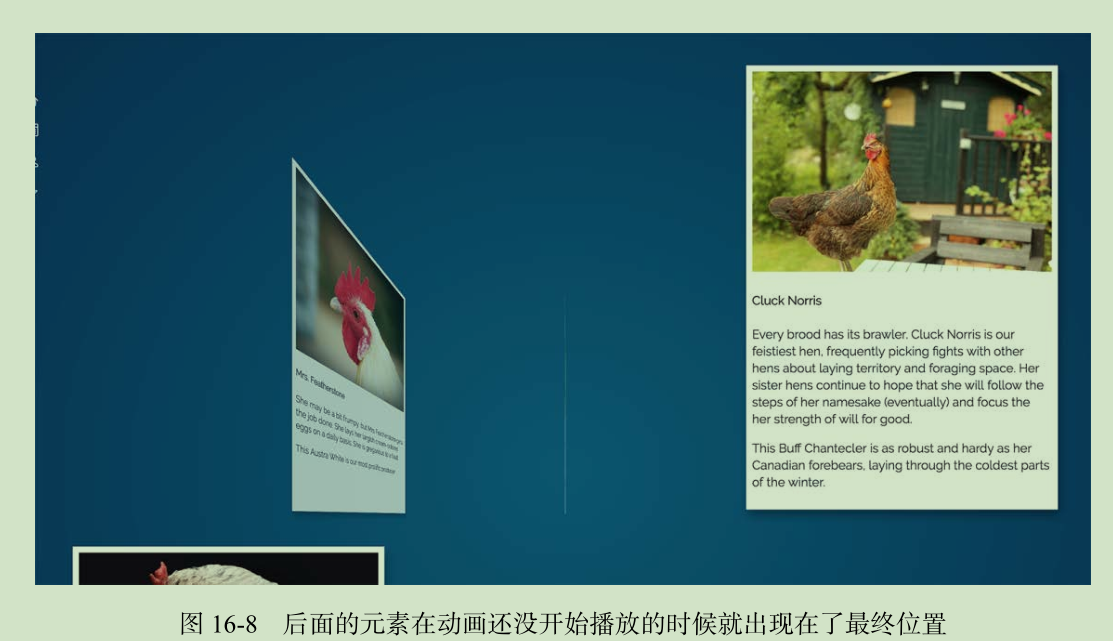 Mrs. Featherstone
She may be a bit frumpy, but Mrs. Featherstone gets
the job done. She lays her largish cream-colored
eggs on a daily basis. She is gregarious to a fault.
This Austra White is our most prolific producer.
Cluck Norris
Every brood has its brawler. Cluck Norris is our
feistiest hen, frequently picking fights with other
hens about laying territory and foraging space. Her
sister hens continue to hope that she will follow the
steps of her namesake (eventually) and focus the
her strength of will for good.
This Buff Chantecler is as robust and hardy as her
Canadian forebears, laying through the coldest parts
of the winter.
图 16-8 后面的元素在动画还没开始播放的时候就出现在了最终位置